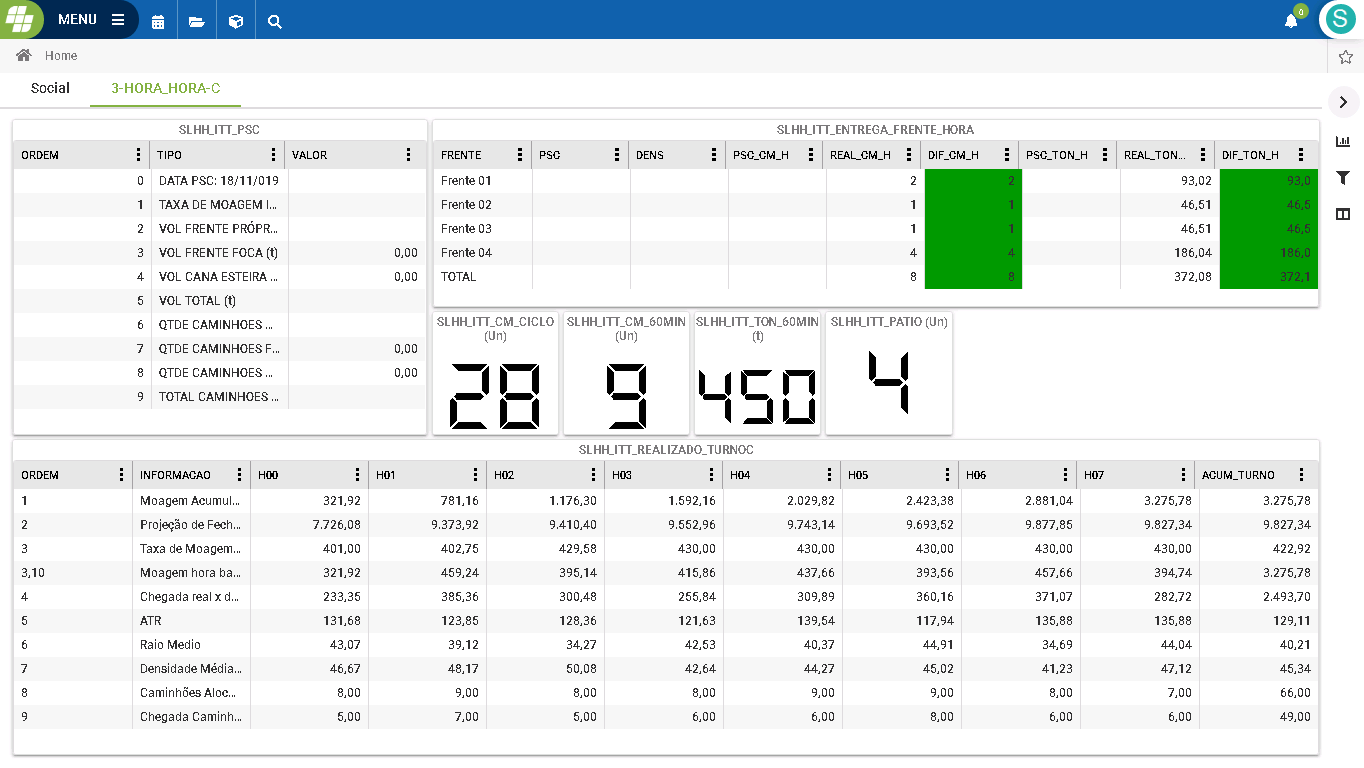 MENU
0
S
Home
Social 3-HORA_HORA-C
SLHH_ITT_PSC
ORDEM TIPO VALOR
0 DATA PSC: 18/11/019
1 TAXA DE MOAGEM I...
2 VOL FRENTE PRÓPR...
3 VOL FRENTE FOCA (t) 0,00
4 VOL CANA ESTEIRA ... 0,00
5 VOL TOTAL (t)
6 QTDE CAMINHOES ...
7 QTDE CAMINHOES F... 0,00
8 QTDE CAMINHOES ... 0,00
9 TOTAL CAMINHOES ...
SLHH_ITT_ENTREGA_FRENTE_HORA
FRENTE PSC DENS PSC_CM_H REAL_CM_H DIF_CM_H PSC_TON_H REAL_TON... DIF_TON_H
Frente 01 2 2 93,02 93,0
Frente 02 1 1 46,51 46,5
Frente 03 1 1 46,51 46,5
Frente 04 4 4 186,04 186,0
TOTAL 8 8 372,08 372,1
SLHH_ITT_CM_CICLO
(Un)
28
SLHH_ITT_CM_60MIN
(Un)
9
SLHH_ITT_TON_60MIN
(t)
450
SLHH_ITT_PATIO (Un)
4
SLHH_ITT_REALIZADO_TURNOC
ORDEM INFORMACAO H00 H01 H02 H03 H04 H05 H06 H07 ACUM_TURNO
1 Moagem Acumul... 321,92 781,16 1.176,30 1.592,16 2.029,82 2.423,38 2.881,04 3.275,78 3.275,78
2 Projeção de Fech... 7.726,08 9.373,92 9.410,40 9.552,96 9.743,14 9.693,52 9.877,85 9.827,34 9.827,34
3 Taxa de Moagem... 401,00 402,75 429,58 430,00 430,00 430,00 430,00 430,00 422,92
3,10 Moagem hora ba... 321,92 459,24 395,14 415,86 437,66 393,56 457,66 394,74 3.275,78
4 Chegada real x d... 233,35 385,36 300,48 255,84 309,89 360,16 371,07 282,72 2.493,70
5 ATR 131,68 123,85 128,36 121,63 139,54 117,94 135,88 135,88 129,11
6 Raio Medio 43,07 39,12 34,27 42,53 40,37 44,91 34,69 44,04 40,21
7 Densidade Média... 46,67 48,17 50,08 42,64 44,27 45,02 41,23 47,12 45,34
8 Caminhões Aloc... 8,00 9,00 8,00 8,00 9,00 9,00 8,00 7,00 66,00
9 Chegada Caminh... 5,00 7,00 5,00 6,00 6,00 8,00 6,00 6,00 49,00